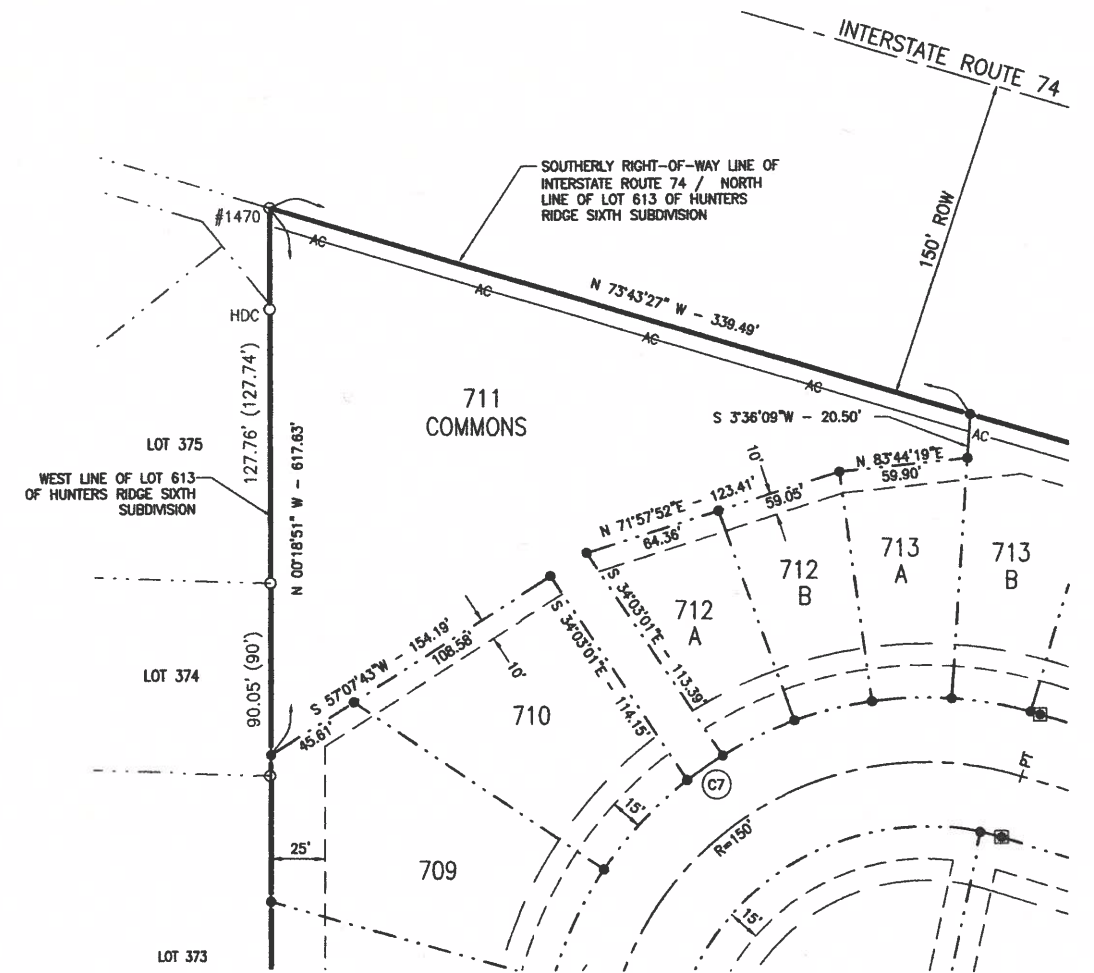 INTERSTATE ROUTE 74
150' ROW
SOUTHERLY RIGHT-OF-WAY LINE OF
INTERSTATE ROUTE 74 / NORTH
LINE OF LOT 613 OF HUNTERS
RIDGE SIXTH SUBDIVISION
#1470
AC
AC
AC
AC
AC
N 73°43'27" W - 339.49'
HDC
127.76' (127.74')
N 00°18'51" W - 617.63'
711
COMMONS
S 3°36'09"W - 20.50'
LOT 375
WEST LINE OF LOT 613
OF HUNTERS RIDGE SIXTH
SUBDIVISION
N 83°44'19"E
59.90'
10'
N 71°57'52"E - 123.41'
59.05'
64.36'
713
A
713
B
712
B
712
A
S 34°03'01"E - 113.39'
S 34°03'01"E - 114.15'
S 57°07'43"W - 154.19'
108.58'
10'
45.61'
LOT 374
90.05' (90')
710
C7
PT
15'
R=150'
25'
709
15'
LOT 373